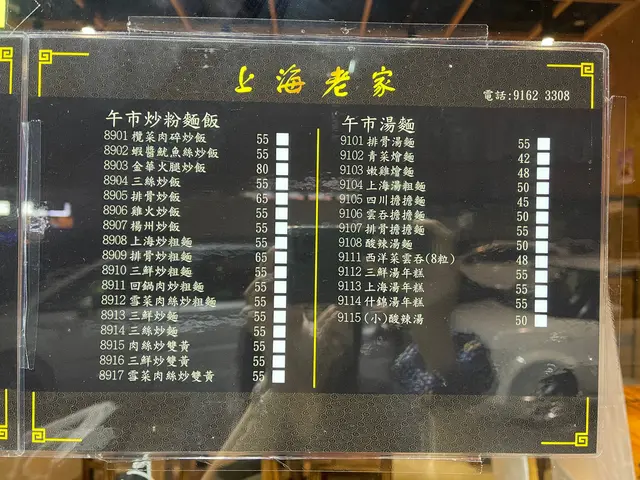 上海老家
電話:9162 3308
午市炒粉麵飯
8901 欖菜肉碎炒飯 55
8902 蝦醬魷魚絲炒飯 55
8903 金華火腿炒飯 80
8904 三絲炒飯 55
8905 排骨炒飯 65
8906 雞火炒飯 55
8907 楊州炒飯 55
8908 上海炒粗麵 55
8909 排骨炒粗麵 65
8910 三鮮炒粗麵 55
8911 回鍋肉炒粗麵 55
8912 雪菜肉絲炒粗麵 55
8913 三鮮炒麵 55
8914 三絲炒麵 55
8915 肉絲炒雙黃 55
8916 三鮮炒雙黃 55
8917 雪菜肉絲炒雙黃 55
午市湯麵
9101 排骨湯麵 55
9102 青菜燴麵 42
9103 嫩雞燴麵 48
9104 上海湯粗麵 50
9105 四川擔擔麵 45
9106 雲吞擔擔麵 50
9107 排骨擔擔麵 55
9108 酸辣湯麵 50
9111 西洋菜雲吞(8粒) 48
9112 三鮮湯年糕 55
9113 上海湯年糕 55
9114 什錦湯年糕 55
9115 (小)酸辣湯 50